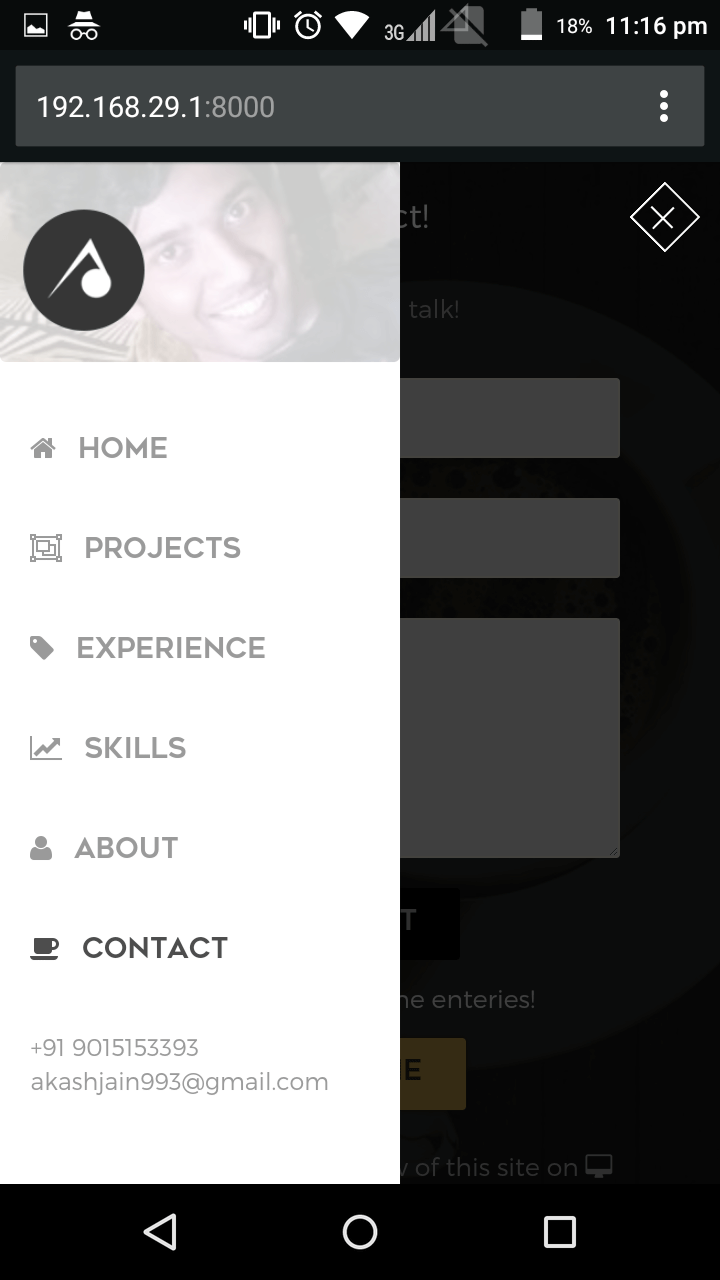 3G 18% 11:16 pm
192.168.29.1:8000
ct!
talk!
HOME
PROJECTS
EXPERIENCE
SKILLS
ABOUT
T
CONTACT
ne enteries!
+91 9015153393
E
akashjain993@gmail.com
of this site on